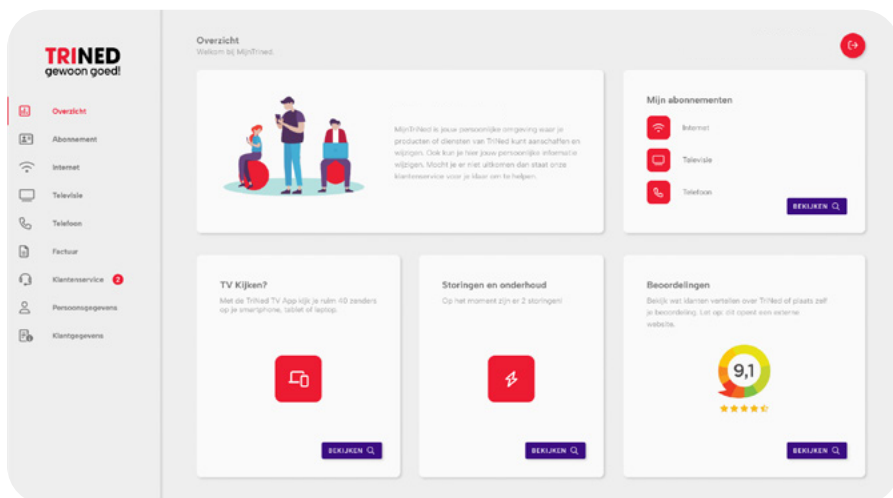 TRINED
gewoon goed!
Overzicht
Abonnement
Internet
Televisie
Telefoon
Factuur
Klantenservice 2
Persoonsgegevens
Klantgegevens
Overzicht
Welkom bij MijnTrined.
MijnTriNed is jouw persoonlijke omgeving waar je
producten of diensten van TriNed kunt aanschaffen en
wijzigen. Ook kun je hier jouw persoonlijke informatie
wijzigen. Mocht je er niet uitkomen dan staat onze
klantenservice voor je klaar om te helpen.
Mijn abonnementen
Internet
Televisie
Telefoon
BEKIJKEN
TV Kijken?
Met de TriNed TV App kijk je ruim 40 zenders
op je smartphone, tablet of laptop.
BEKIJKEN
Storingen en onderhoud
Op het moment zijn er 2 storingen!
BEKIJKEN
Beoordelingen
Bekijk wat klanten vertellen over TriNed of plaats zelf
je beoordeling. Let op: dit opent een externe
website.
9,1
BEKIJKEN